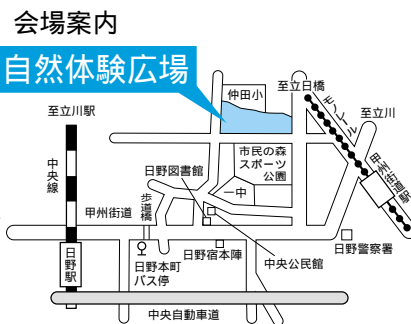 会場案内
自然体験広場
仲田小
至立日橋
モノレール
至立川駅
至立川
中央線
市民の森
スポーツ
公園
日野図書館
甲州街道駅
一中
歩道橋
甲州街道
日野駅
日野本町
バス停
日野宿本陣
中央公民館
日野警察署
中央自動車道